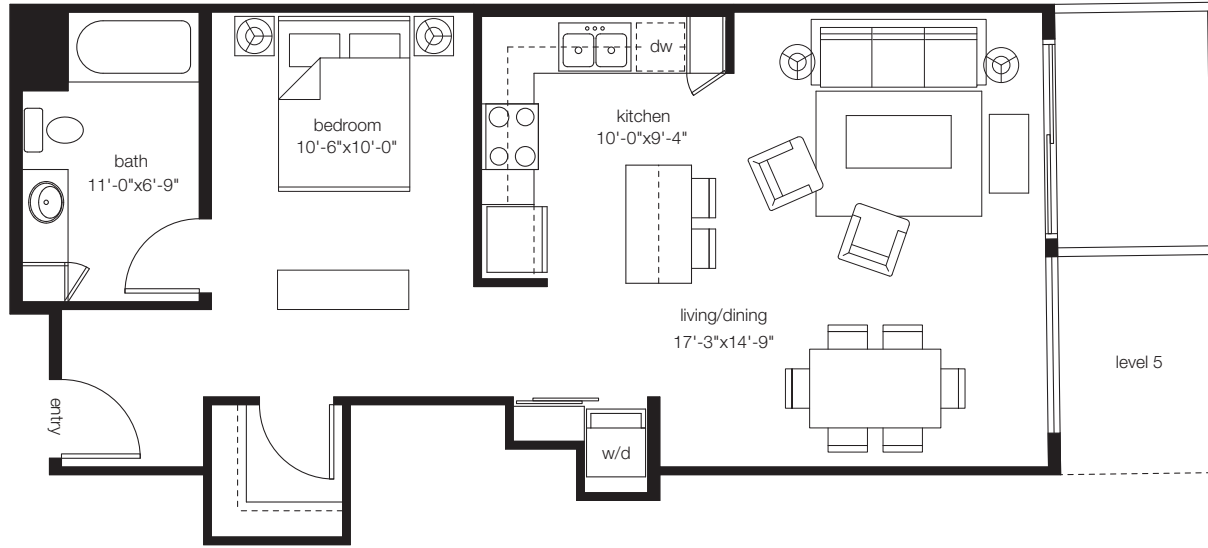 dw
kitchen
10'-0"x9'-4"
bedroom
10'-6"x10'-0"
bath
11'-0"x6'-9"
living/dining
17'-3"x14'-9"
level 5
entry
w/d